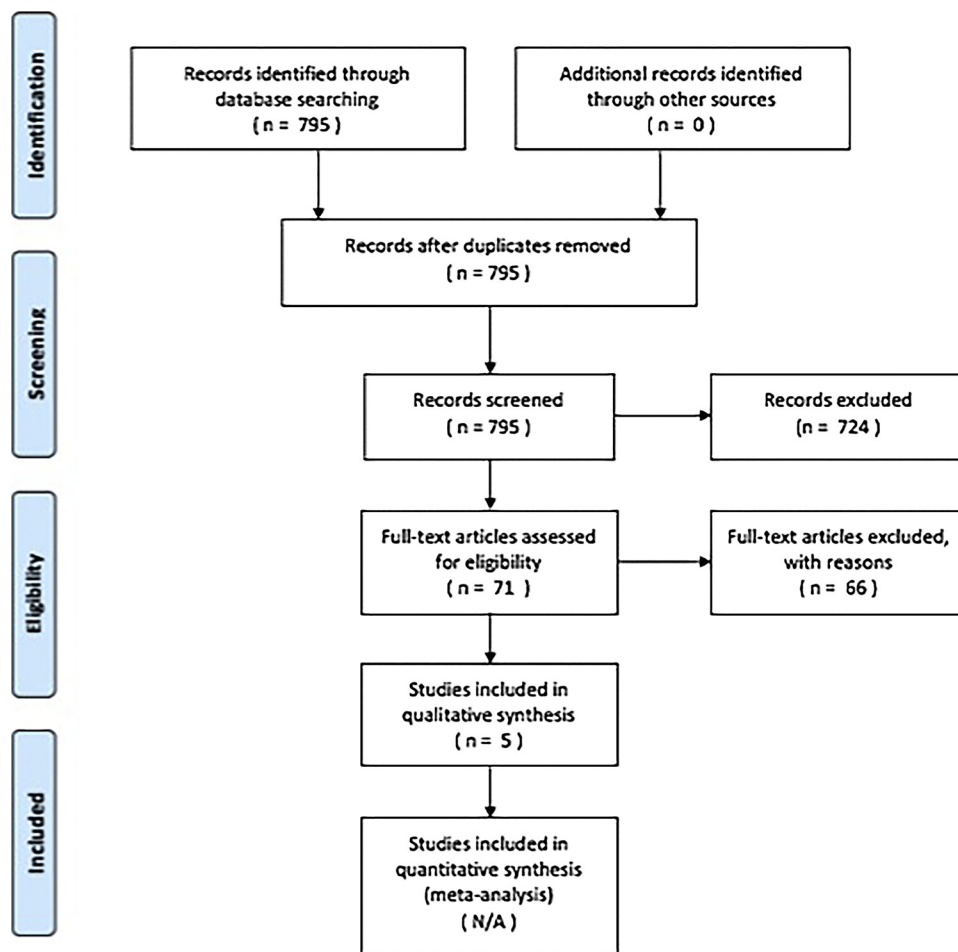 Identification
Records identified through
database searching
( n = 795)
Additional records identified
through other sources
( n = 0 )
Screening
Records after duplicates removed
( n = 795 )
Records screened
( n = 795 )
Records excluded
(n = 724 )
Eligibility
Full-text articles assessed
for eligibility
( n = 71 )
Full-text articles excluded,
with reasons
( n = 66 )
Studies included in
qualitative synthesis
( n = 5 )
Included
Studies included in
quantitative synthesis
(meta-analysis)
( N/A )